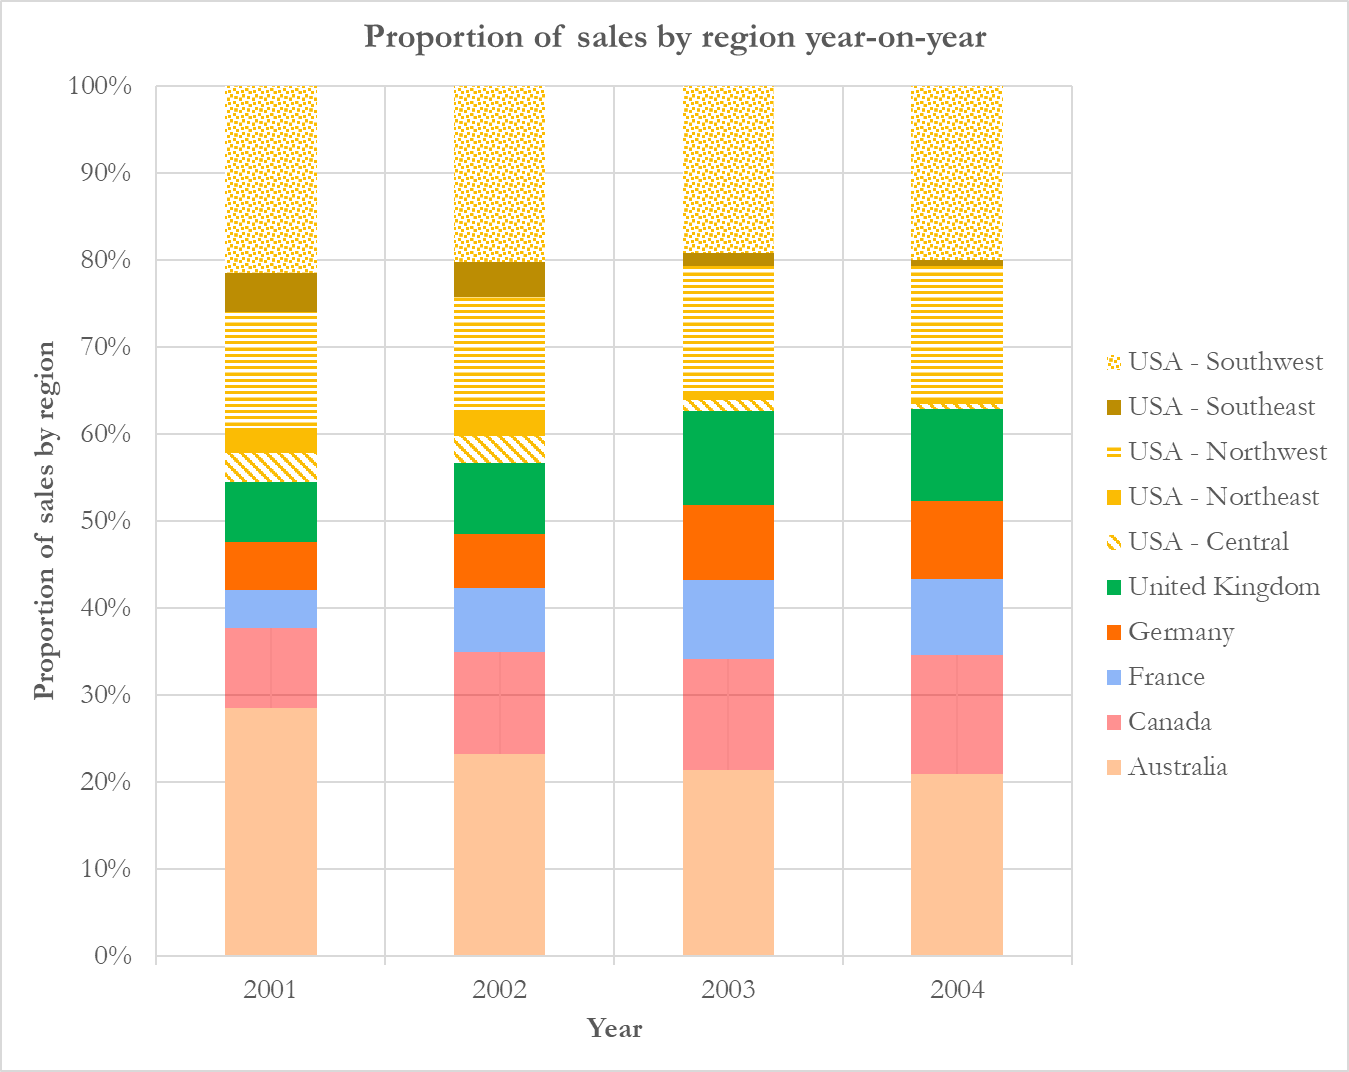 Proportion of sales by region year-on-year
Proportion of sales by region
100%
90%
80%
70%
60%
50%
40%
30%
20%
10%
0%
2001 2002 2003 2004
Year
USA - Southwest
USA - Southeast
USA - Northwest
USA - Northeast
USA - Central
United Kingdom
Germany
France
Canada
Australia